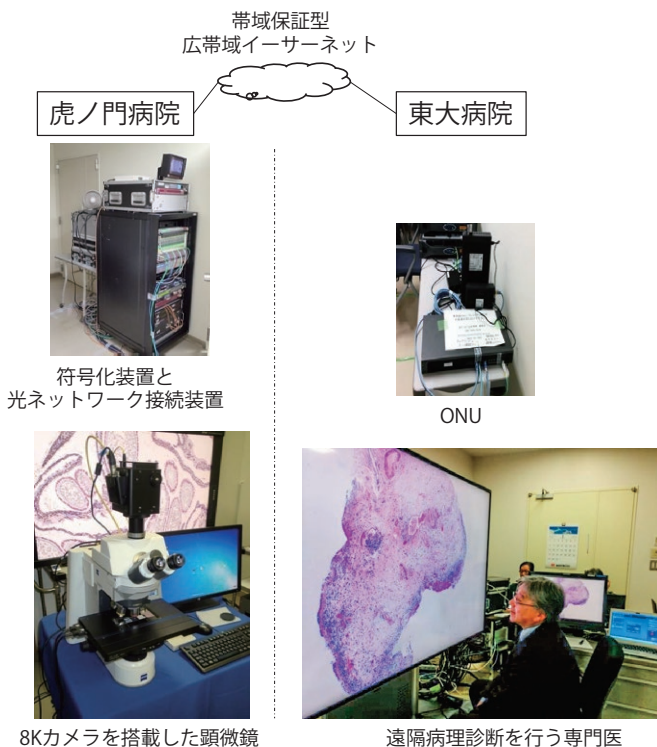 帯域保証型
広帯域イーサーネット
虎ノ門病院
東大病院
符号化装置と
光ネットワーク接続装置
ONU
8Kカメラを搭載した顕微鏡
遠隔病理診断を行う専門医